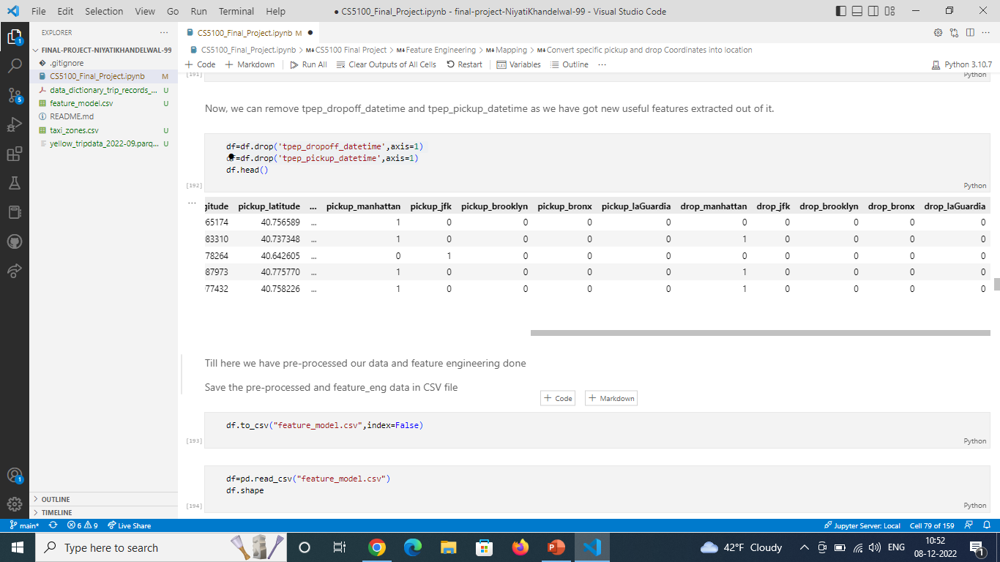 File Edit Selection View Go Run Terminal Help
● CS5100_Final_Project.ipynb - final-project-NiyatiKhandelwal-99 - Visual Studio Code
EXPLORER
FINAL-PROJECT-NIYATIKHANDELWAL-99
.gitignore
CS5100_Final_Project.ipynb M
data_dictionary_trip_records_... U
feature_model.csv U
README.md
taxi_zones.csv U
yellow_tripdata_2022-09.parq... U
OUTLINE
TIMELINE
1
5
1
CS5100_Final_Project.ipynb M ●
CS5100_Final_Project.ipynb > M↓CS5100 Final Project > M↓Feature Engineering > M↓Mapping > M↓Convert specific pickup and drop Coordinates into location
+ Code + Markdown Run All Clear Outputs of All Cells Restart Variables Outline ... Python 3.10.7
[191] Python
Now, we can remove tpep_dropoff_datetime and tpep_pickup_datetime as we have got new useful features extracted out of it.
df=df.drop('tpep_dropoff_datetime',axis=1)
=df.drop('tpep_pickup_datetime',axis=1)
df.head()
[192] Python
gitude pickup_latitude ... pickup_manhattan pickup_jfk pickup_brooklyn pickup_bronx pickup_laGuardia drop_manhattan drop_jfk drop_brooklyn drop_bronx drop_laGuardia
65174 40.756589 ... 1 0 0 0 0 0 0 0 0 0
83310 40.737348 ... 1 0 0 0 0 1 0 0 0 0
78264 40.642605 ... 0 1 0 0 0 0 0 0 0 0
87973 40.775770 ... 1 0 0 0 0 1 0 0 0 0
77432 40.758226 ... 1 0 0 0 0 1 0 0 0 0
Till here we have pre-processed our data and feature engineering done
Save the pre-processed and feature_eng data in CSV file
+ Code + Markdown
df.to_csv("feature_model.csv",index=False)
[193] Python
df=pd.read_csv("feature_model.csv")
df.shape
[194] Python
main* 6 9 Live Share Jupyter Server: Local Cell 79 of 159
Type here to search
42°F Cloudy
ENG
10:52
08-12-2022
1